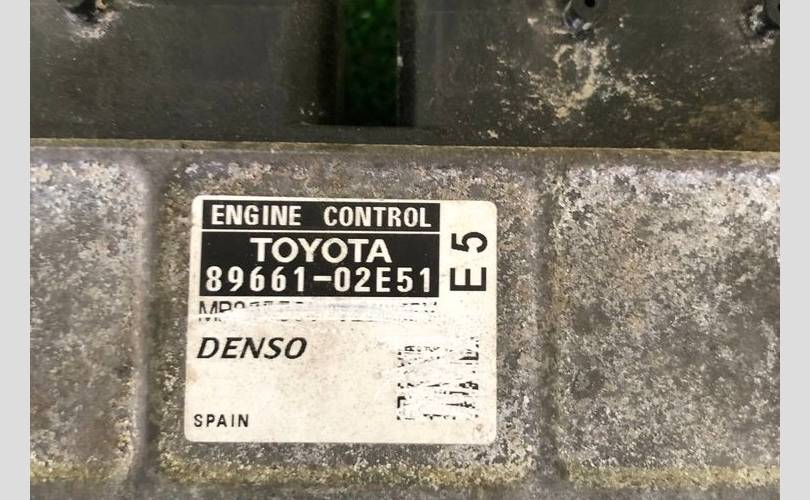 ENGINE CONTROL
TOYOTA
89661-02E51
E5
DENSO
SPAIN